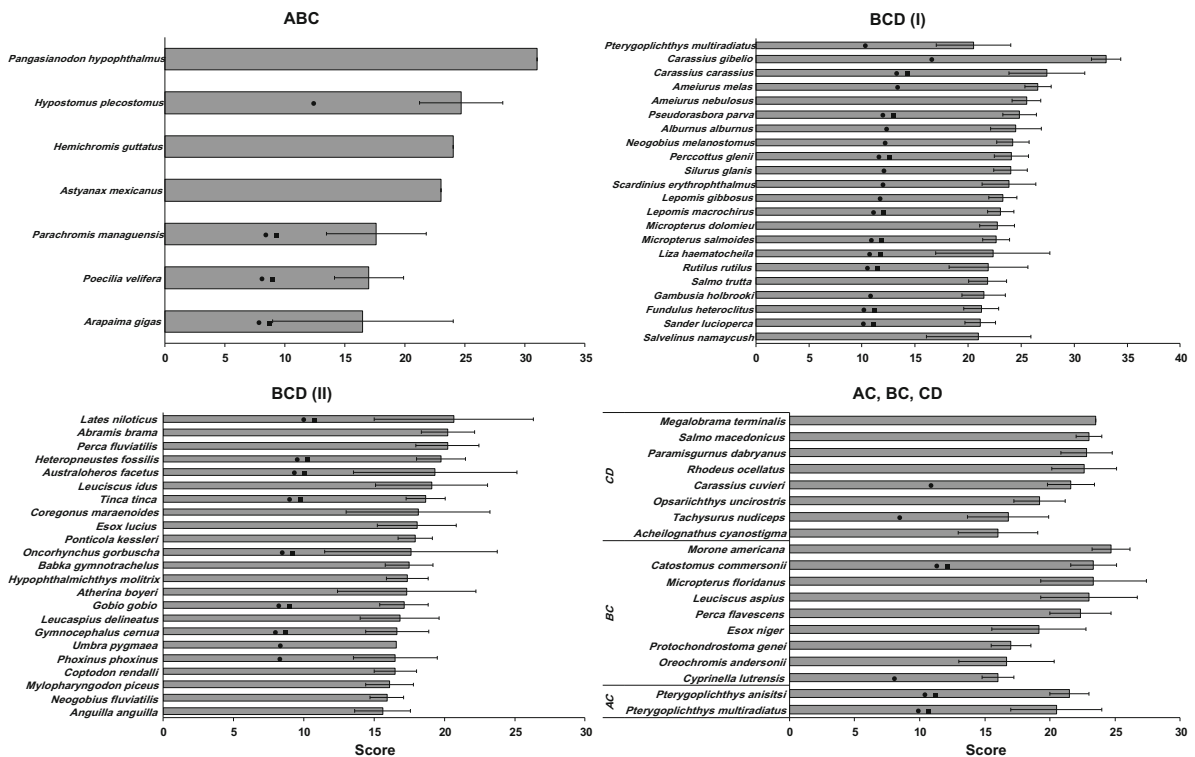 ABC
Pangasianodon hypophthalmus
Hypostomus plecostomus
Hemichromis guttatus
Astyanax mexicanus
Parachromis managuensis
Poecilia velifera
Arapaima gigas
0 5 10 15 20 25 30 35
BCD (I)
Pterygoplichthys multiradiatus
Carassius gibelio
Carassius carassius
Ameiurus melas
Ameiurus nebulosus
Pseudorasbora parva
Alburnus alburnus
Neogobius melanostomus
Perccottus glenii
Silurus glanis
Scardinius erythrophthalmus
Lepomis gibbosus
Lepomis macrochirus
Micropterus dolomieu
Micropterus salmoides
Liza haematocheila
Rutilus rutilus
Salmo trutta
Gambusia holbrooki
Fundulus heteroclitus
Sander lucioperca
Salvelinus namaycush
0 5 10 15 20 25 30 35 40
BCD (II)
Lates niloticus
Abramis brama
Perca fluviatilis
Heteropneustes fossilis
Australoheros facetus
Leuciscus idus
Tinca tinca
Coregonus maraenoides
Esox lucius
Ponticola kessleri
Oncorhynchus gorbuscha
Babka gymnotrachelus
Hypophthalmichthys molitrix
Atherina boyeri
Gobio gobio
Leucaspius delineatus
Gymnocephalus cernua
Umbra pygmaea
Phoxinus phoxinus
Coptodon rendalli
Mylopharyngodon piceus
Neogobius fluviatilis
Anguilla anguilla
0 5 10 15 20 25 30
Score
AC, BC, CD
CD
Megalobrama terminalis
Salmo macedonicus
Paramisgurnus dabryanus
Rhodeus ocellatus
Carassius cuvieri
Opsariichthys uncirostris
Tachysurus nudiceps
Acheilognathus cyanostigma
BC
Morone americana
Catostomus commersonii
Micropterus floridanus
Leuciscus aspius
Perca flavescens
Esox niger
Protochondrostoma genei
Oreochromis andersonii
Cyprinella lutrensis
AC
Pterygoplichthys anisitsi
Pterygoplichthys multiradiatus
0 5 10 15 20 25 30
Score